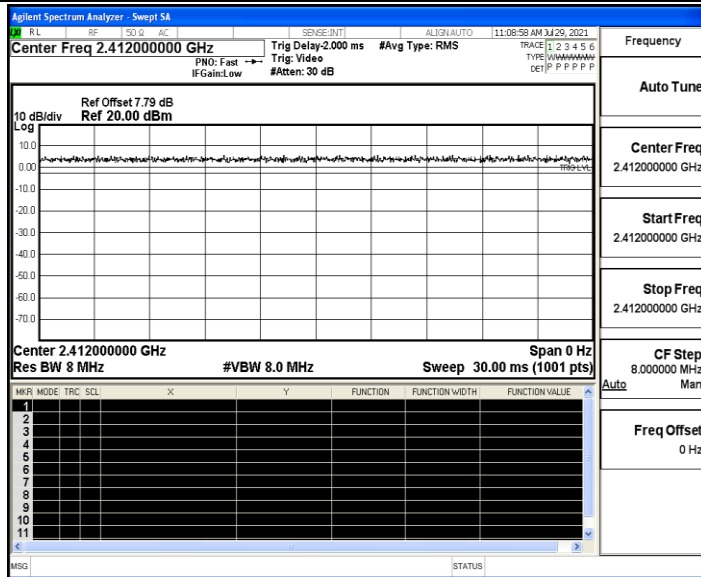 Agilent Spectrum Analyzer - Swept SA
RL RF 50 Ω AC SENSE:INT ALIGN AUTO 11:08:58 AM Jul 29, 2021
Center Freq 2.412000000 GHz
PNO: Fast
IFGain:Low
Trig Delay-2.000 ms
Trig: Video
#Atten: 30 dB
#Avg Type: RMS
TRACE 1 2 3 4 5 6
TYPE
DET P P P P P P
Ref Offset 7.79 dB
10 dB/div Ref 20.00 dBm
Log
10.0
0.00
TRIG LVL
-10.0
-20.0
-30.0
-40.0
-50.0
-60.0
-70.0
Center 2.412000000 GHz Span 0 Hz
Res BW 8 MHz #VBW 8.0 MHz Sweep 30.00 ms (1001 pts)
MKR MODE TRC SCL X Y FUNCTION FUNCTION WIDTH FUNCTION VALUE
1
2
3
4
5
6
7
8
9
10
11
MSG STATUS
Frequency
Auto Tune
Center Freq
2.412000000 GHz
Start Freq
2.412000000 GHz
Stop Freq
2.412000000 GHz
CF Step
8.000000 MHz
Auto Man
Freq Offset
0 Hz